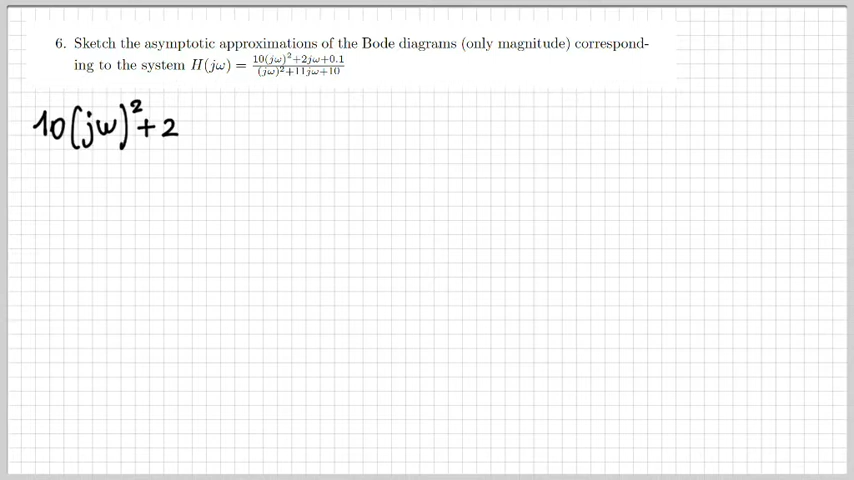 6. Sketch the asymptotic approximations of the Bode diagrams (only magnitude) correspond-
ing to the system H(jω) = \frac{10(jω)^2+2jω+0.1}{(jω)^2+11jω+10}
10(jω)^2+2